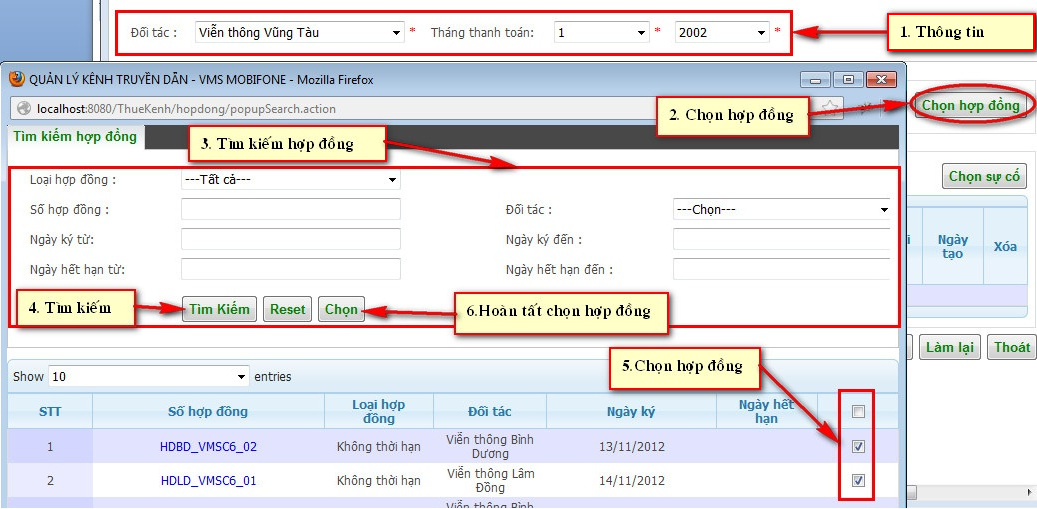 Đối tác : Viễn thông Vũng Tàu * Tháng thanh toán: 1 * 2002 *
1. Thông tin
QUẢN LÝ KÊNH TRUYỀN DẪN - VMS MOBIFONE - Mozilla Firefox
localhost:8080/ThueKenh/hopdong/popupSearch.action
2. Chọn hợp đồng
Chọn hợp đồng
Tìm kiếm hợp đồng
3. Tìm kiếm hợp đồng
Loại hợp đồng : ---Tất cả---
Chọn sự cố
Số hợp đồng : Đối tác : ---Chọn---
Ngày ký từ: Ngày ký đến :
i Ngày tạo Xóa
Ngày hết hạn từ: Ngày hết hạn đến :
4. Tìm kiếm
Tìm Kiếm Reset Chọn
6.Hoàn tất chọn hợp đồng
Làm lại Thoát
5.Chọn hợp đồng
Show 10 entries
STT Số hợp đồng Loại hợp đồng Đối tác Ngày ký Ngày hết hạn
1 HDBD_VMSC6_02 Không thời hạn Viễn thông Bình Dương 13/11/2012
2 HDLD_VMSC6_01 Không thời hạn Viễn thông Lâm Đồng 14/11/2012
Viễn thông Bình